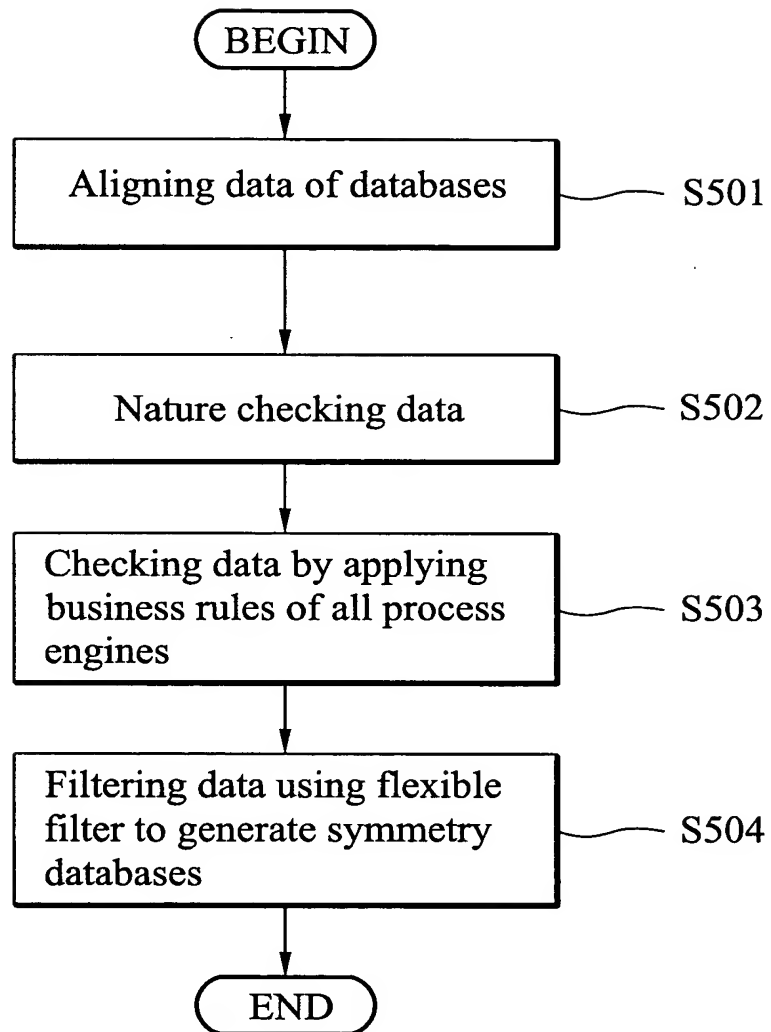 BEGIN
Aligning data of databases
S501
Nature checking data
S502
Checking data by applying
business rules of all process
engines
S503
Filtering data using flexible
filter to generate symmetry
databases
S504
END